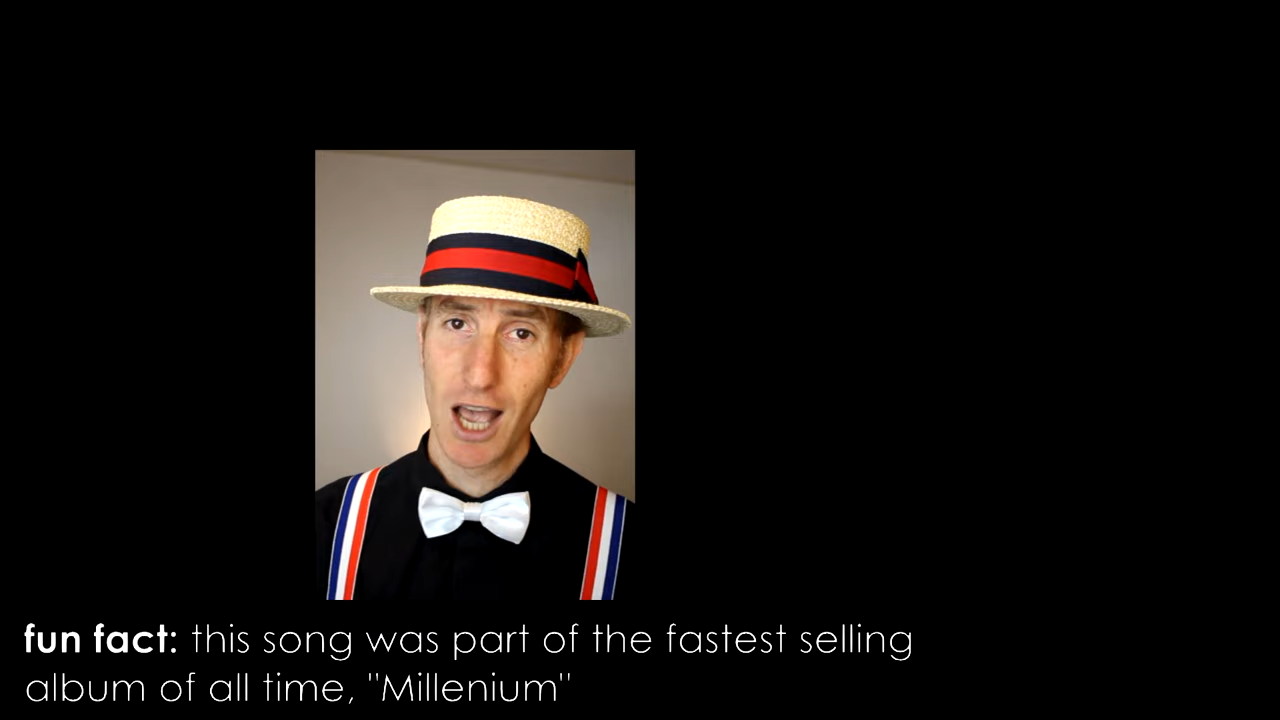 fun fact: this song was part of the fastest selling
album of all time, "Millenium"